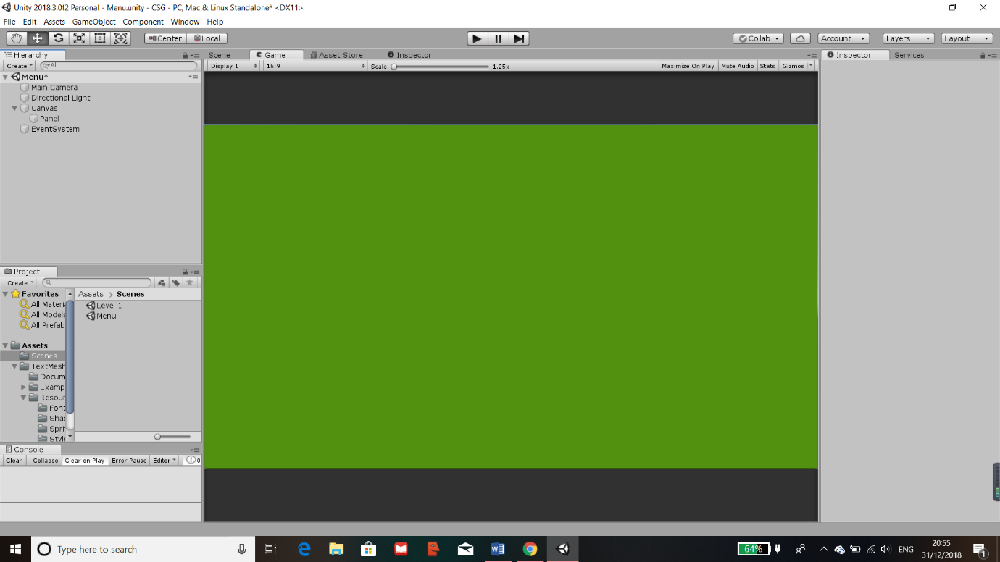 Unity 2018.3.0f2 Personal - Menu.unity - CSG - PC, Mac & Linux Standalone* <DX11>
File Edit Assets GameObject Component Window Help
Center Local Collab Account Layers Layout
Hierarchy Scene Game Asset Store Inspector Inspector Services
Create All Display 1 16:9 Scale 1.25x Maximize On Play Mute Audio Stats Gizmos
Menu*
Main Camera
Directional Light
Canvas
Panel
EventSystem
Project
Create
Favorites Assets Scenes
All Materi Level 1
All Models Menu
All Prefab
Assets
Scenes
TextMesh
Docum
Examp
Resour
Font
Shad
Spri
Style
Console
Clear Collapse Clear on Play Error Pause Editor 0
Type here to search 64% ENG 20:55
31/12/2018 1